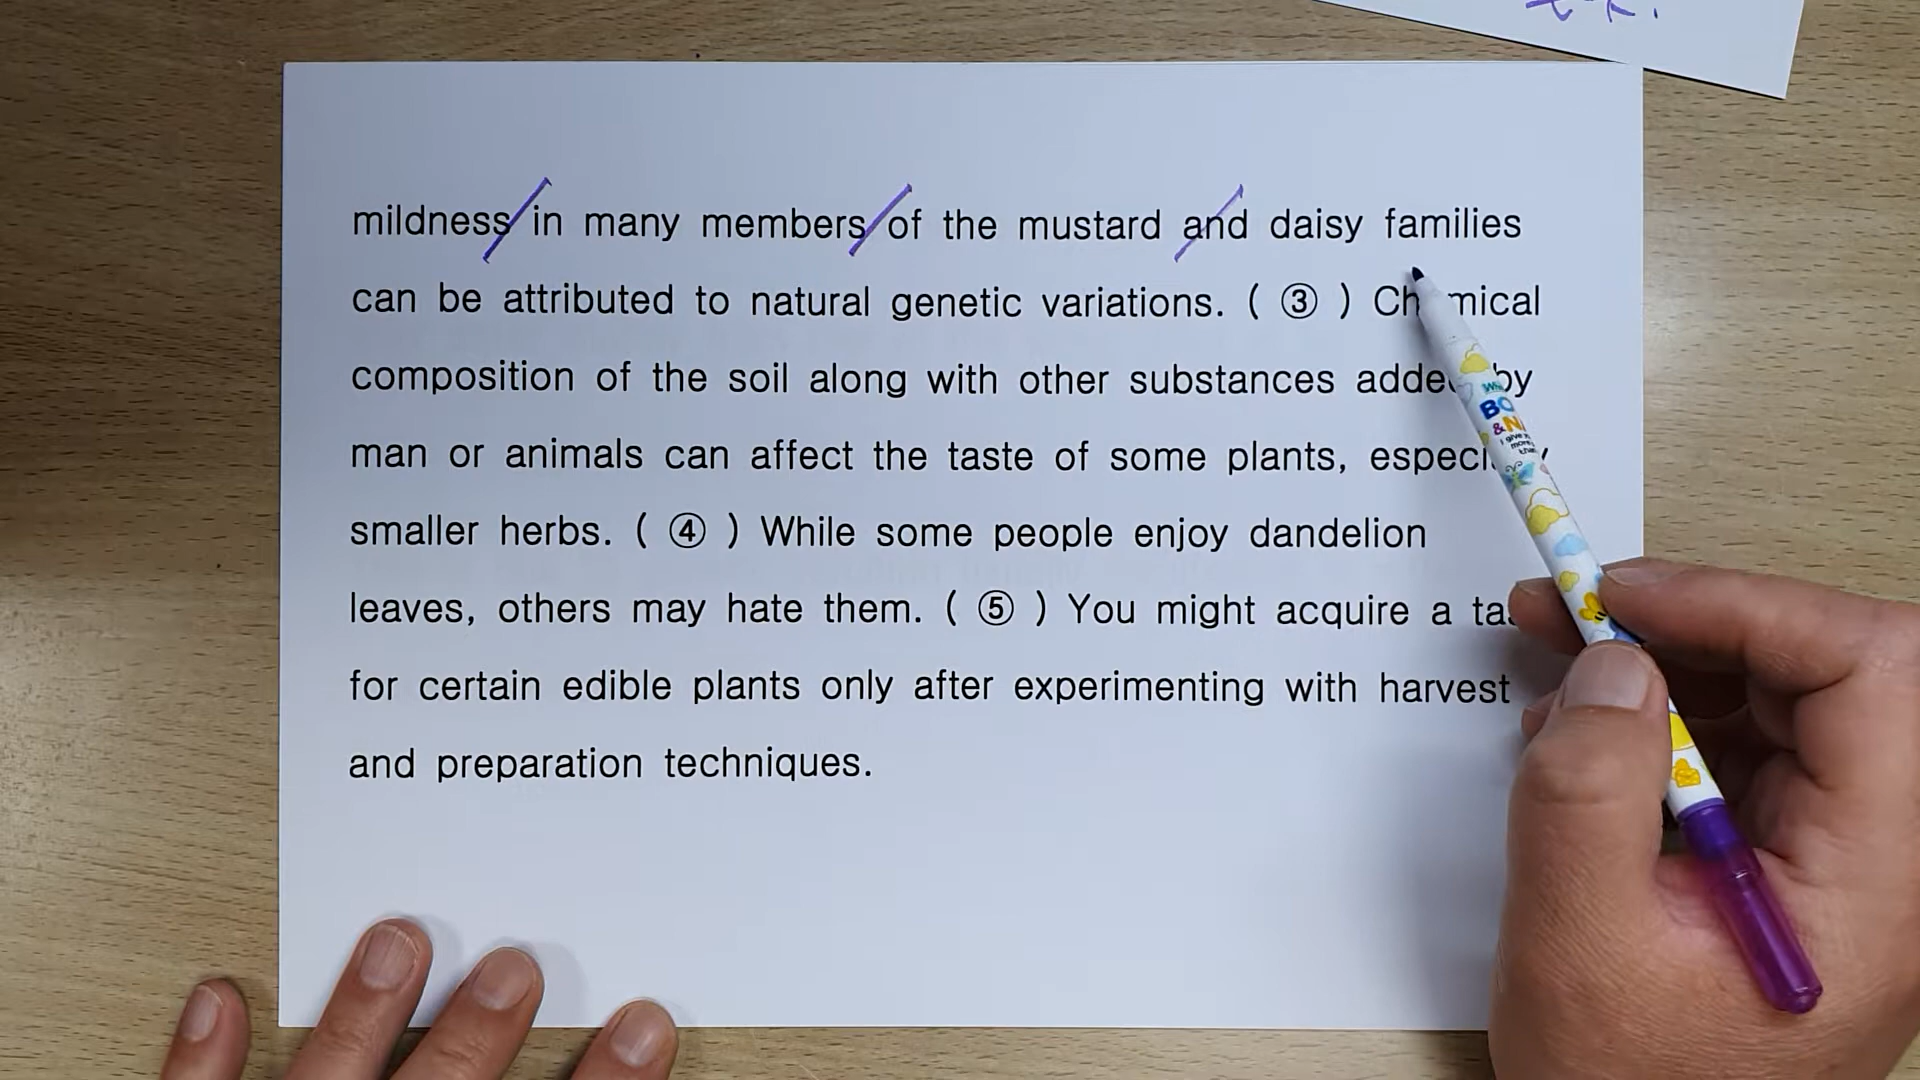 mildness in many members of the mustard and daisy families
can be attributed to natural genetic variations. ( ③ )
composition of the soil along with other substances by
man or animals can affect the taste of some plants,
smaller herbs. ( ④ ) While some people enjoy dandelion
leaves, others may hate them. ( ⑤ ) You might acquire a
for certain edible plants only after experimenting with harvest
and preparation techniques.